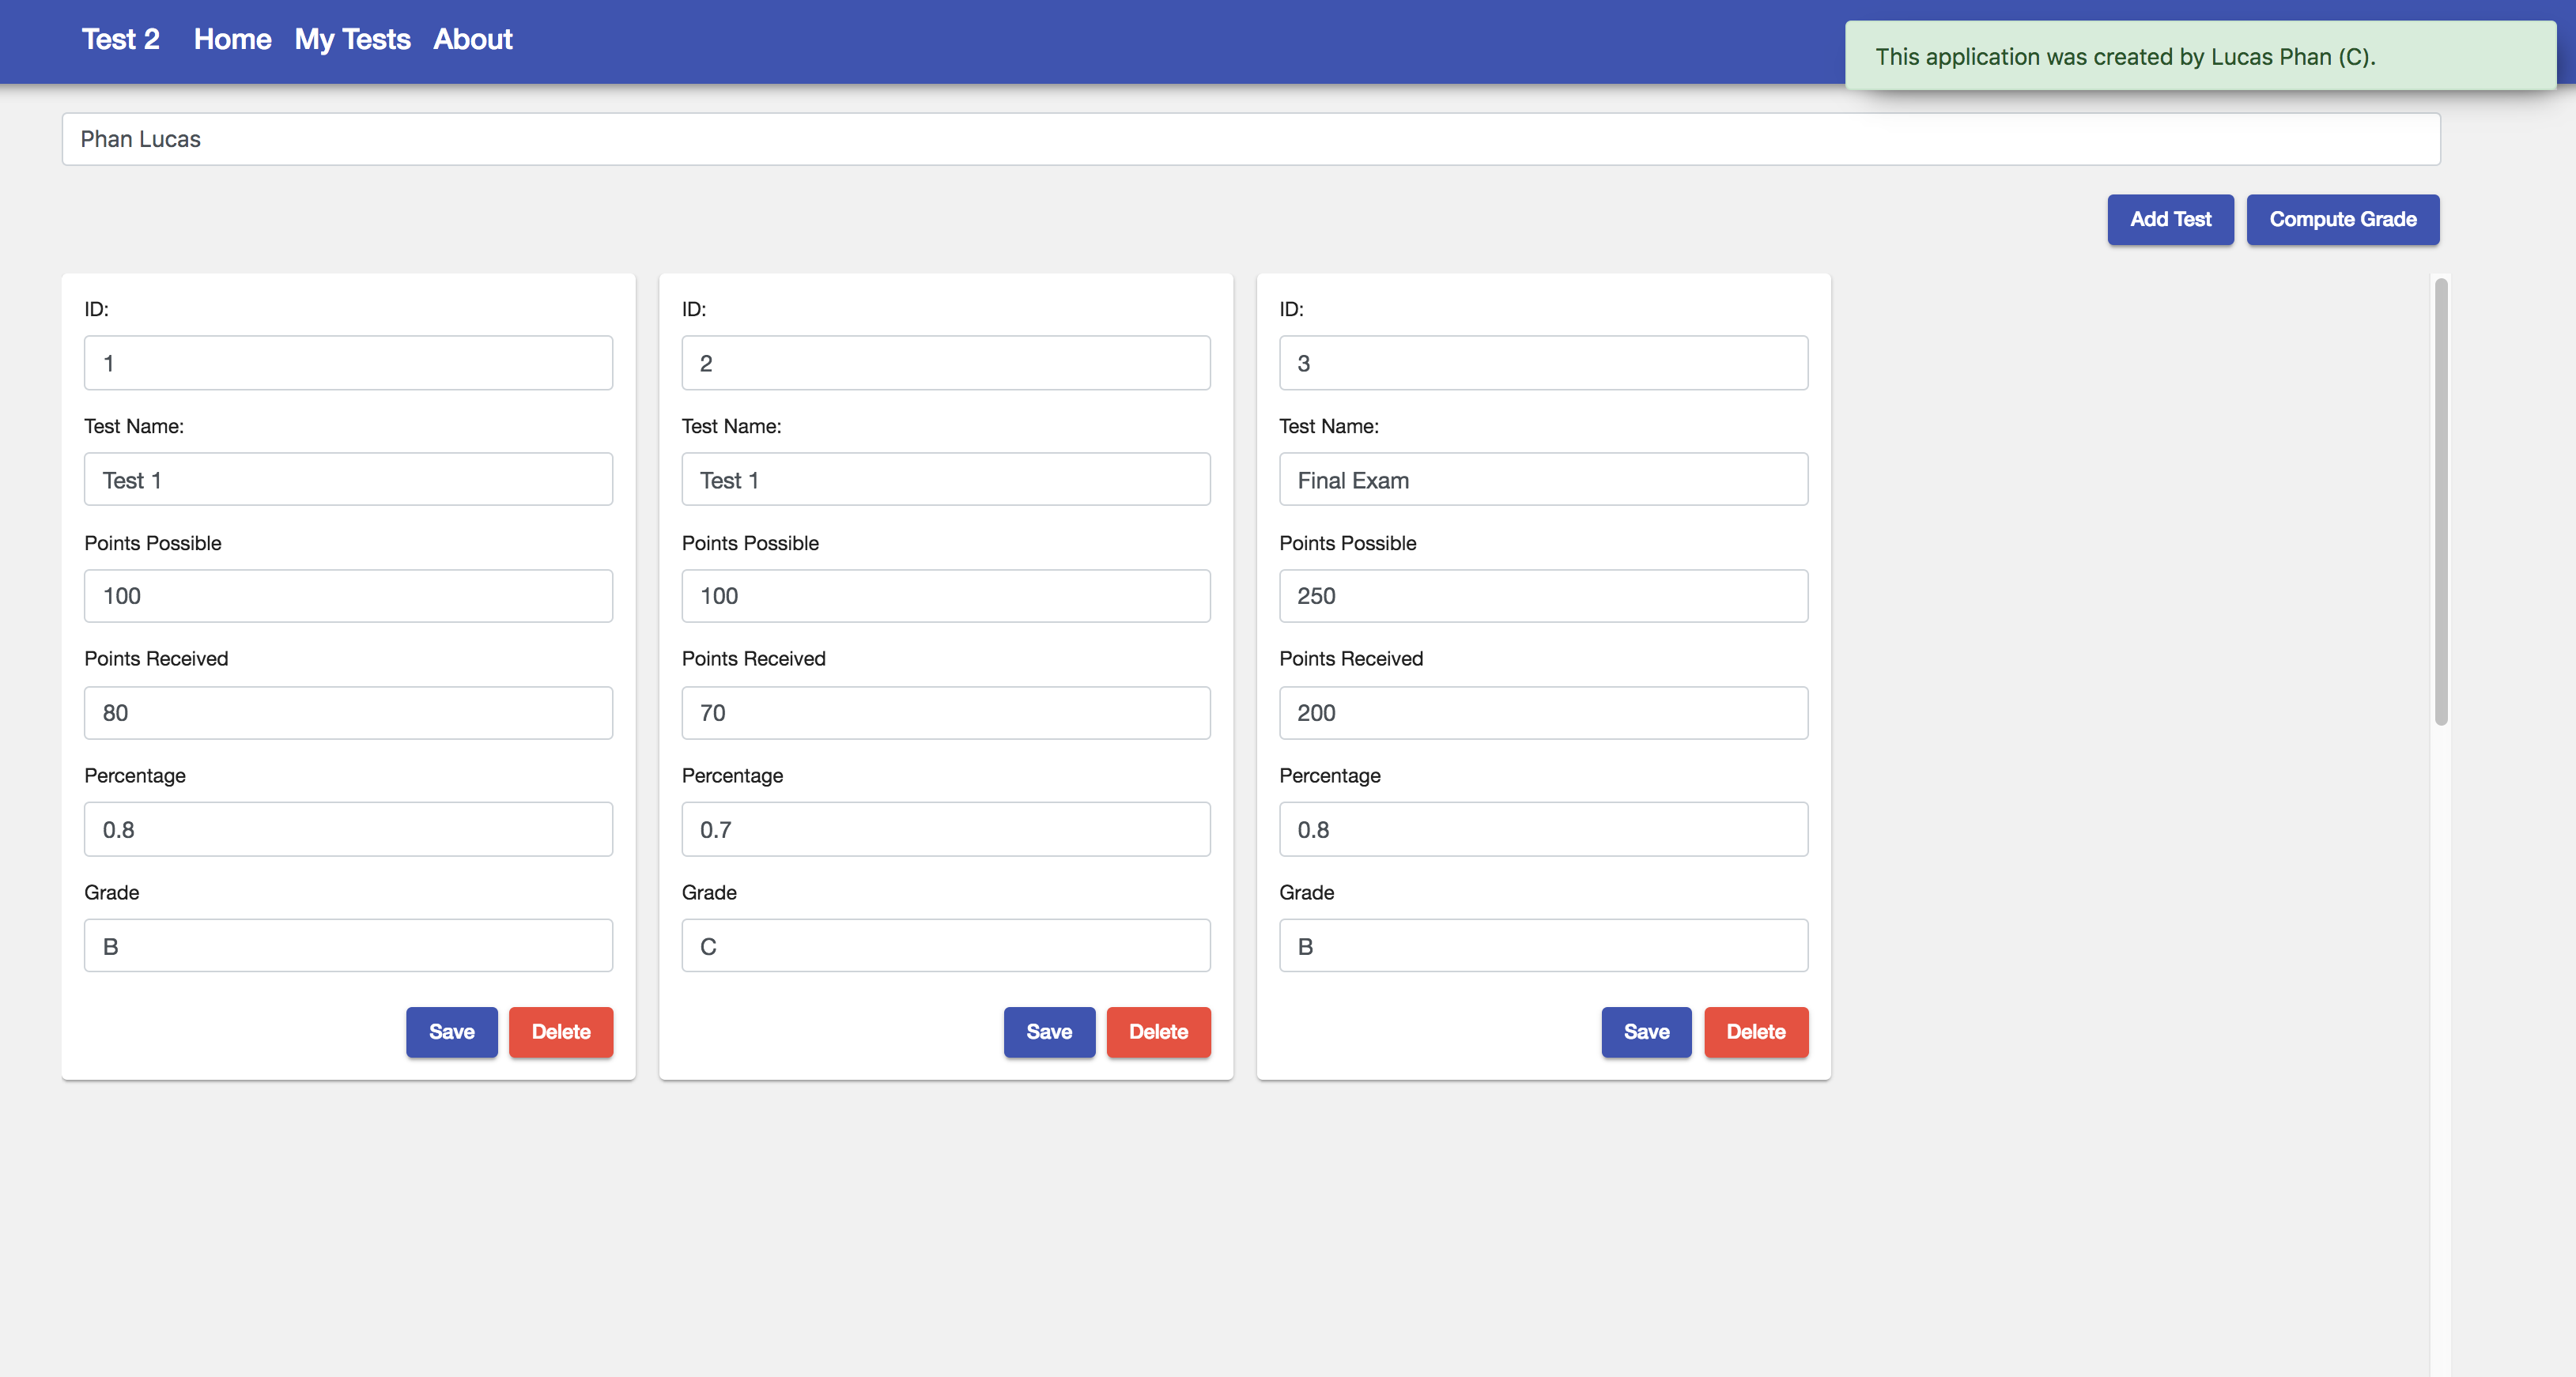 Test 2 Home My Tests About
This application was created by Lucas Phan (C).
Phan Lucas
Add Test Compute Grade
ID:
1
Test Name:
Test 1
Points Possible
100
Points Received
80
Percentage
0.8
Grade
B
Save Delete
ID:
2
Test Name:
Test 1
Points Possible
100
Points Received
70
Percentage
0.7
Grade
C
Save Delete
ID:
3
Test Name:
Final Exam
Points Possible
250
Points Received
200
Percentage
0.8
Grade
B
Save Delete